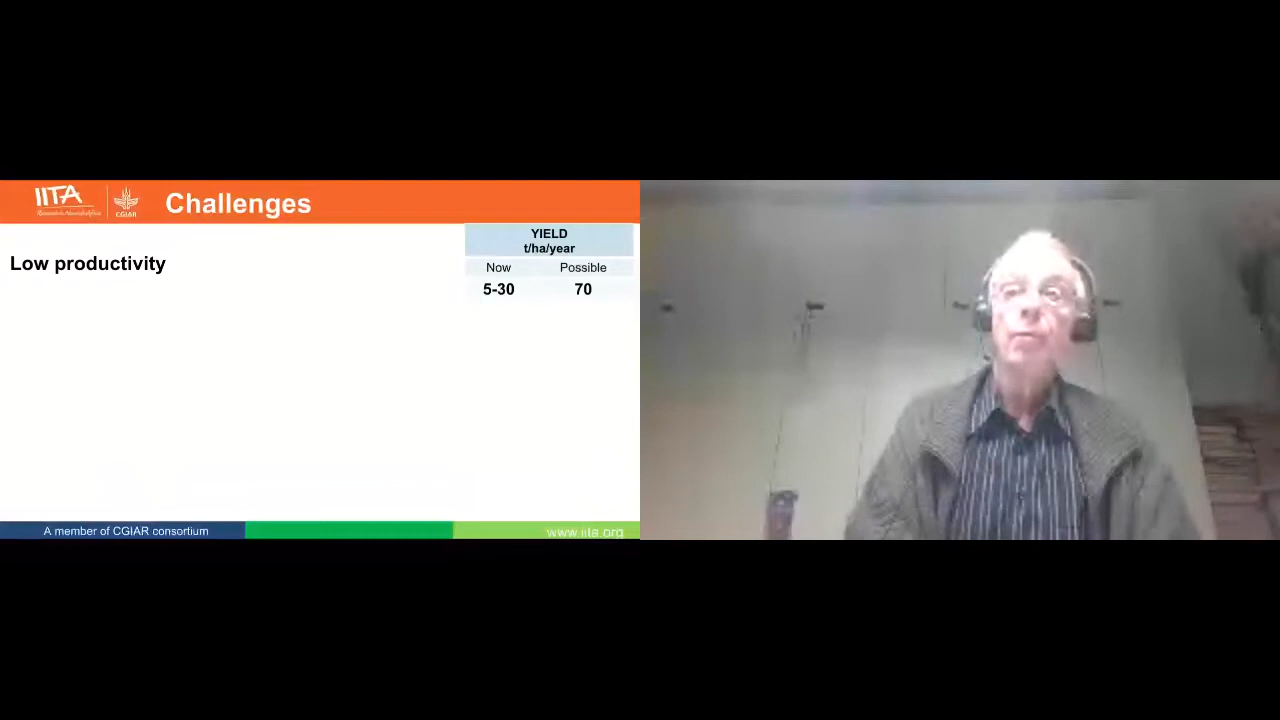 IITA
CGIAR
Challenges
Low productivity
YIELD
t/ha/year
Now Possible
5-30 70
A member of CGIAR consortium
www.iita.org